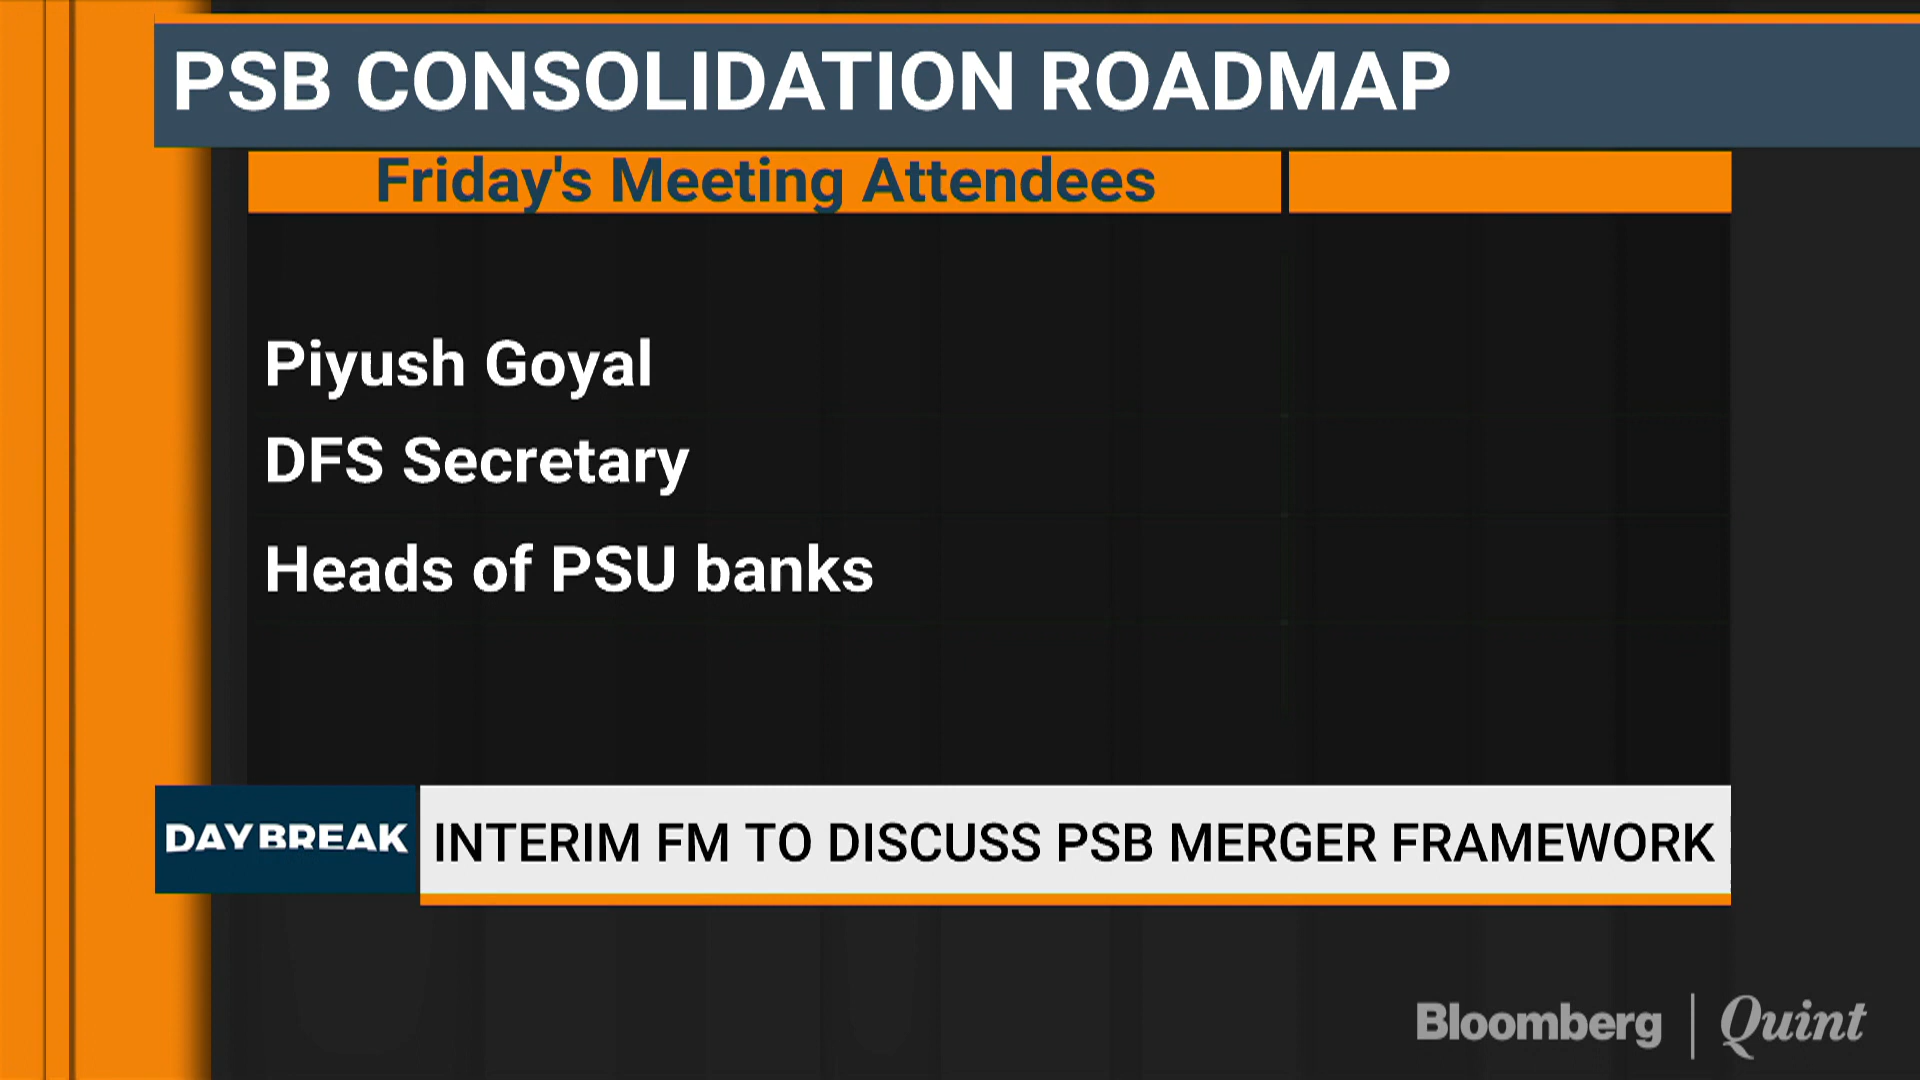 PSB CONSOLIDATION ROADMAP
Friday's Meeting Attendees
Piyush Goyal
DFS Secretary
Heads of PSU banks
DAYBREAK
INTERIM FM TO DISCUSS PSB MERGER FRAMEWORK
Bloomberg | Quint